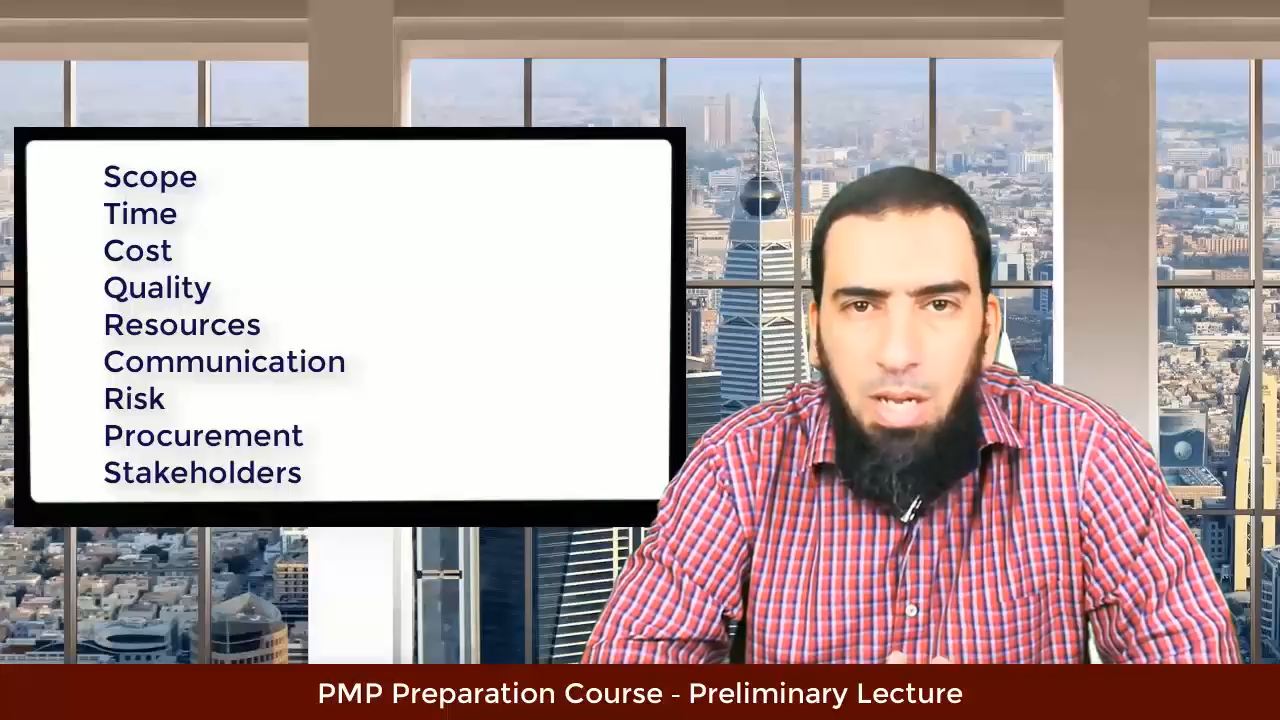 Scope
Time
Cost
Quality
Resources
Communication
Risk
Procurement
Stakeholders
PMP Preparation Course - Preliminary Lecture